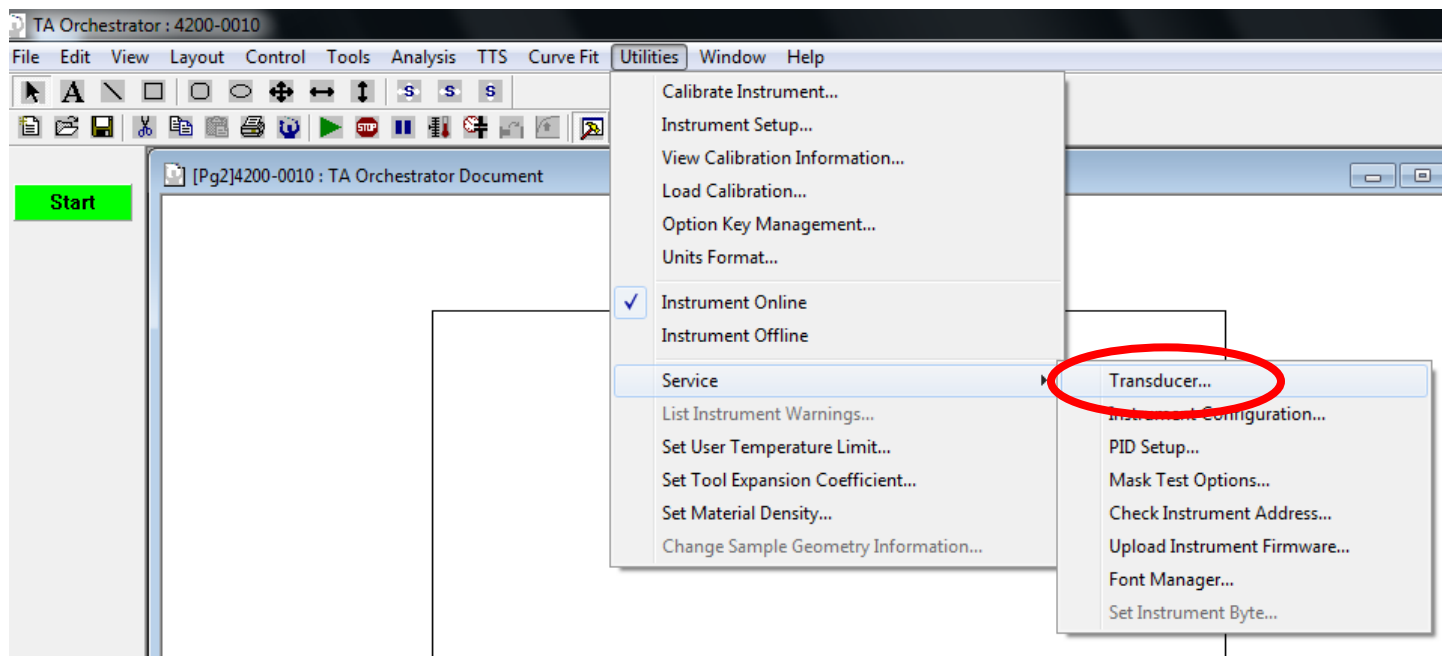 TA Orchestrator : 4200-0010
File Edit View Layout Control Tools Analysis TTS Curve Fit Utilities Window Help
A S S S
STOP
Start
[Pg2]4200-0010 : TA Orchestrator Document
Calibrate Instrument...
Instrument Setup...
View Calibration Information...
Load Calibration...
Option Key Management...
Units Format...
Instrument Online
Instrument Offline
Service
List Instrument Warnings...
Set User Temperature Limit...
Set Tool Expansion Coefficient...
Set Material Density...
Change Sample Geometry Information...
Transducer...
Instrument Configuration...
PID Setup...
Mask Test Options...
Check Instrument Address...
Upload Instrument Firmware...
Font Manager...
Set Instrument Byte...